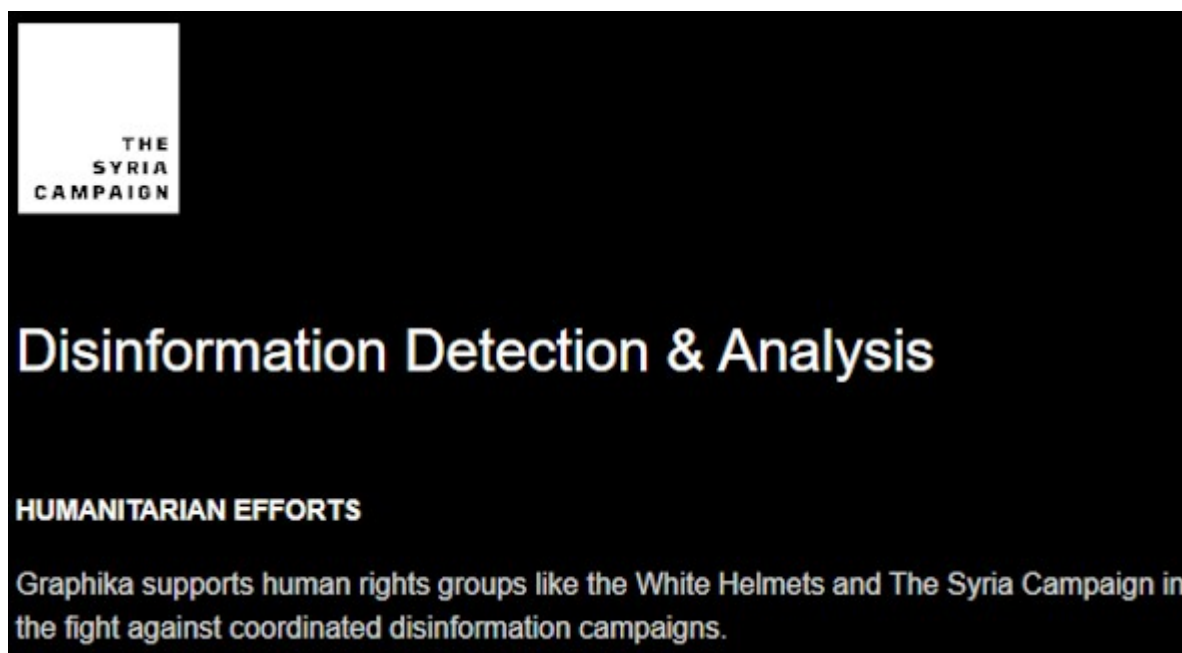 THE
SYRIA
CAMPAIGN
Disinformation Detection & Analysis
HUMANITARIAN EFFORTS
Graphika supports human rights groups like the White Helmets and The Syria Campaign in
the fight against coordinated disinformation campaigns.